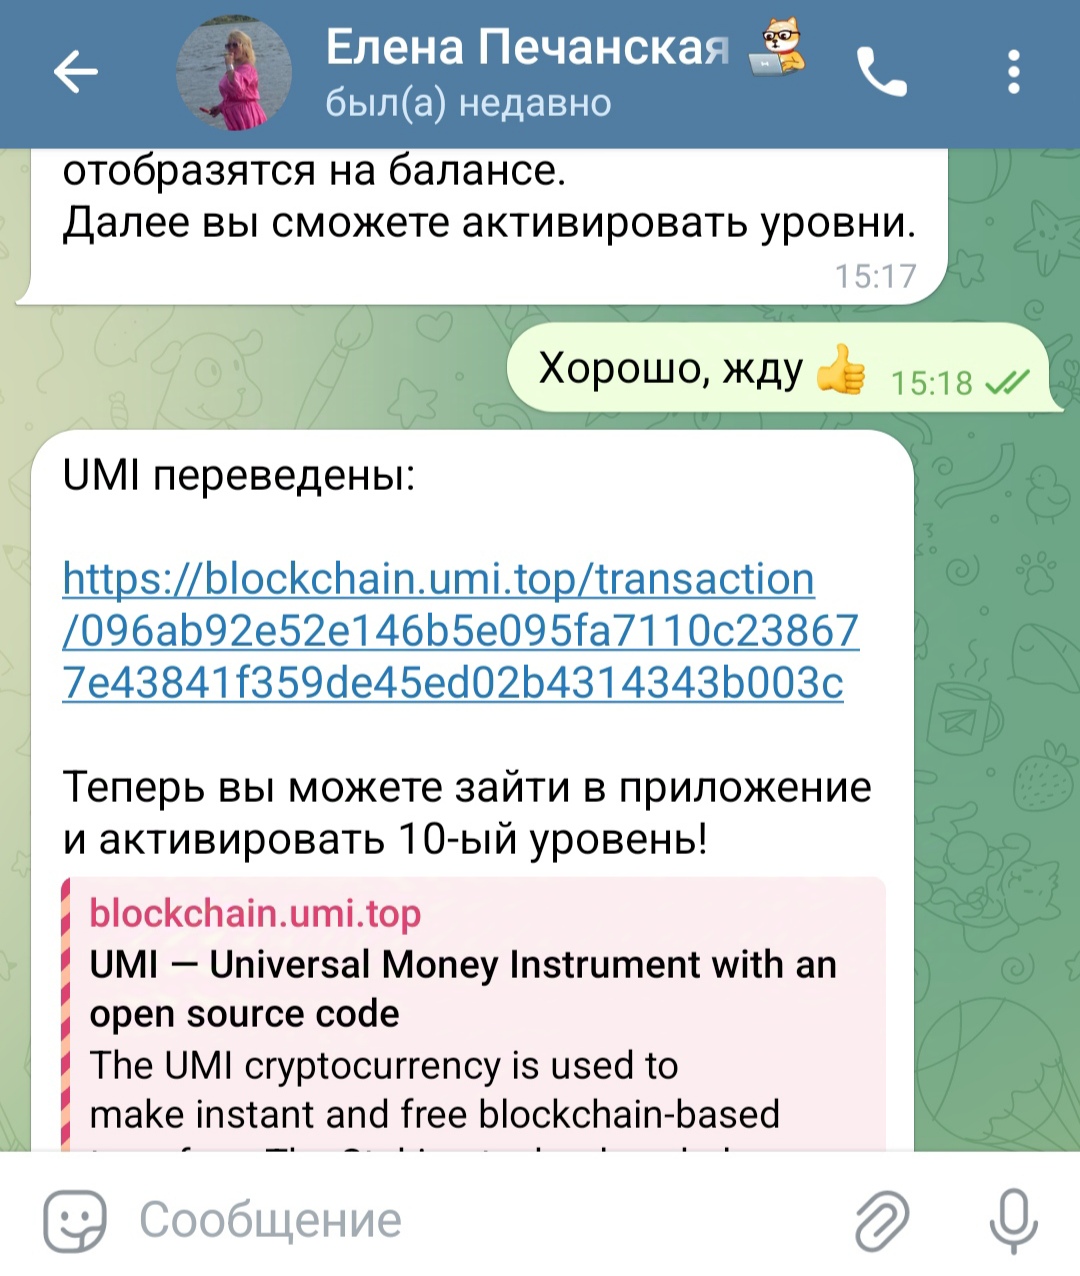 Елена Печанская
был(а) недавно
отобразятся на балансе.
Далее вы сможете активировать уровни.
15:17
Хорошо, жду 👍 15:18
UMI переведены:
https://blockchain.umi.top/transaction
/096ab92e52e146b5e095fa7110c23867
7e43841f359de45ed02b4314343b003c
Теперь вы можете зайти в приложение
и активировать 10-ый уровень!
blockchain.umi.top
UMI — Universal Money Instrument with an
open source code
The UMI cryptocurrency is used to
make instant and free blockchain-based
Сообщение